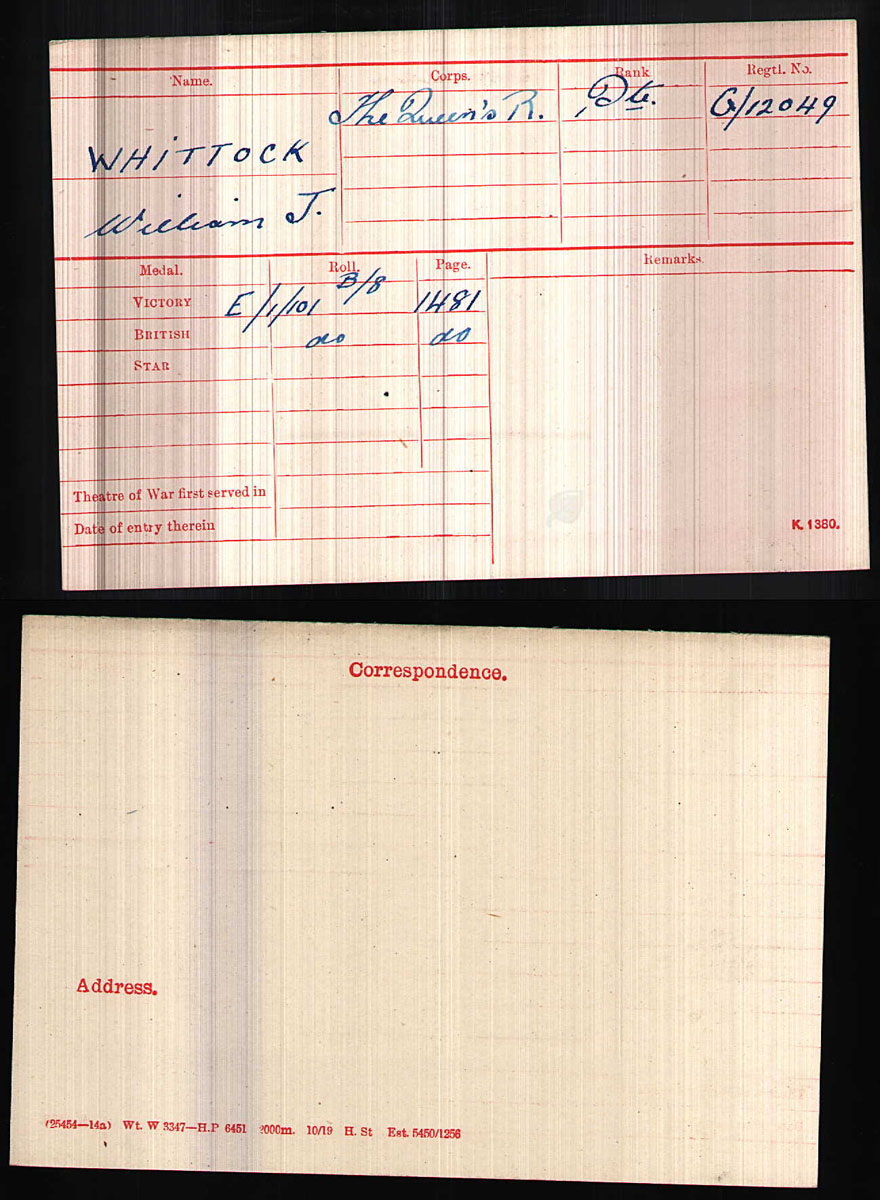 Name. Corps. Rank Regtl. No.
The Queen's R. Pte. G/12049
WHITTOCK
William J.
Medal. Roll. Page. Remarks.
VICTORY E/1/101 B/8 1481
BRITISH do do
STAR
Theatre of War first served in
Date of entry therein
K. 1380.
Correspondence.
Address.
(25454—14a) Wt. W 3347—H.P 6451 2000m. 10/19 H. St Est. 5450/1256